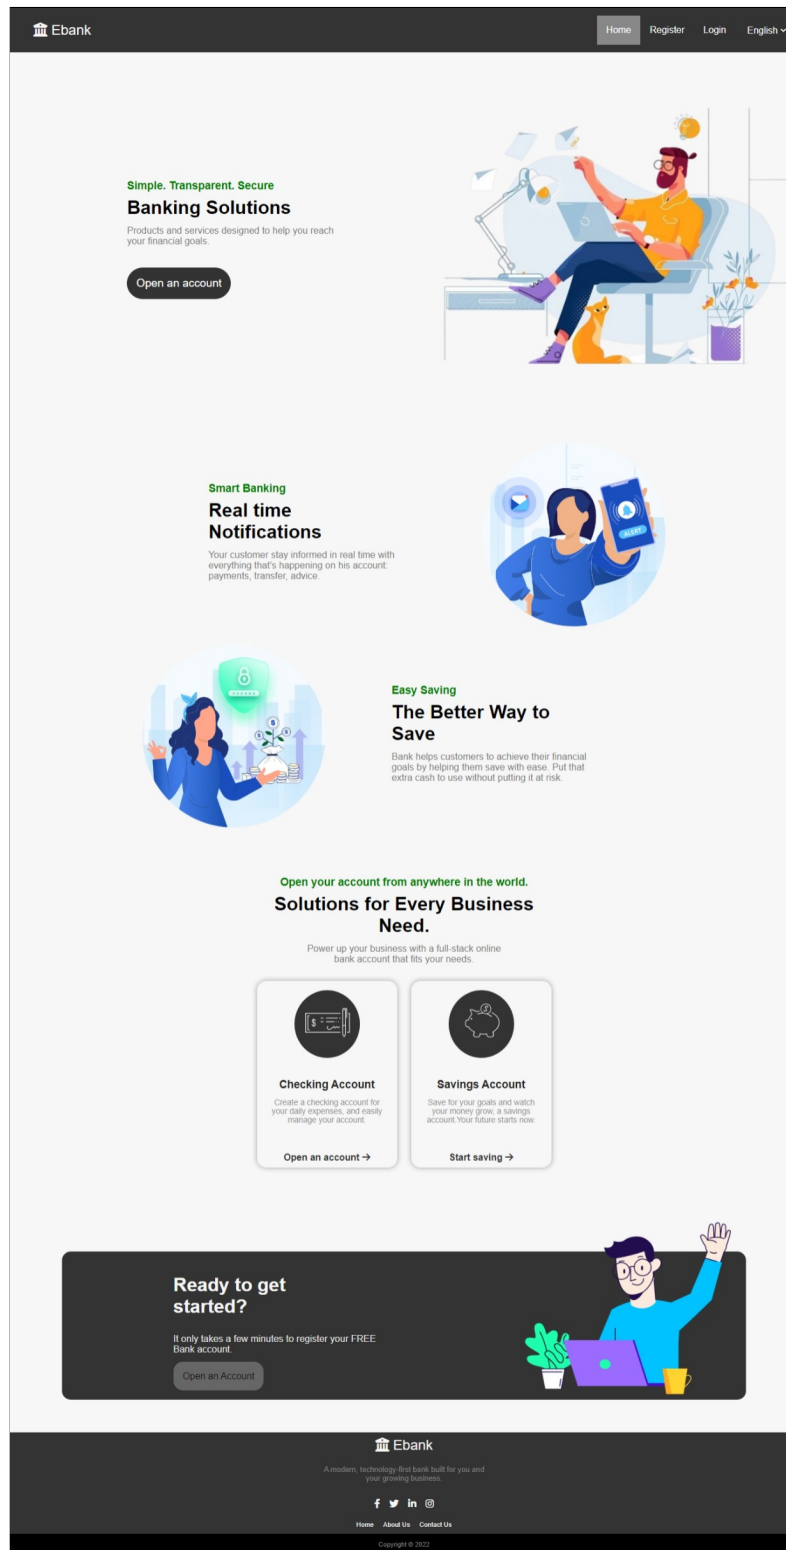 Ebank
Home Register Login English
Simple. Transparent. Secure
Banking Solutions
Products and services designed to help you reach
your financial goals.
Open an account
Smart Banking
Real time
Notifications
Your customer stay informed in real time with
everything that's happening on his account:
payments, transfer, advice.
ALERT
Easy Saving
The Better Way to
Save
Bank helps customers to achieve their financial
goals by helping them save with ease. Put that
extra cash to use without putting it at risk.
Open your account from anywhere in the world.
Solutions for Every Business
Need.
Power up your business with a full-stack online
bank account that fits your needs.
Checking Account
Create a checking account for
your daily expenses, and easily
manage your account.
Open an account →
Savings Account
Save for your goals and watch
your money grow, a savings
account.Your future starts now.
Start saving →
Ready to get
started?
It only takes a few minutes to register your FREE
Bank account.
Open an Account
Ebank
A modern, technology-first bank built for you and
your growing business.
Home About Us Contact Us
Copyright © 2022